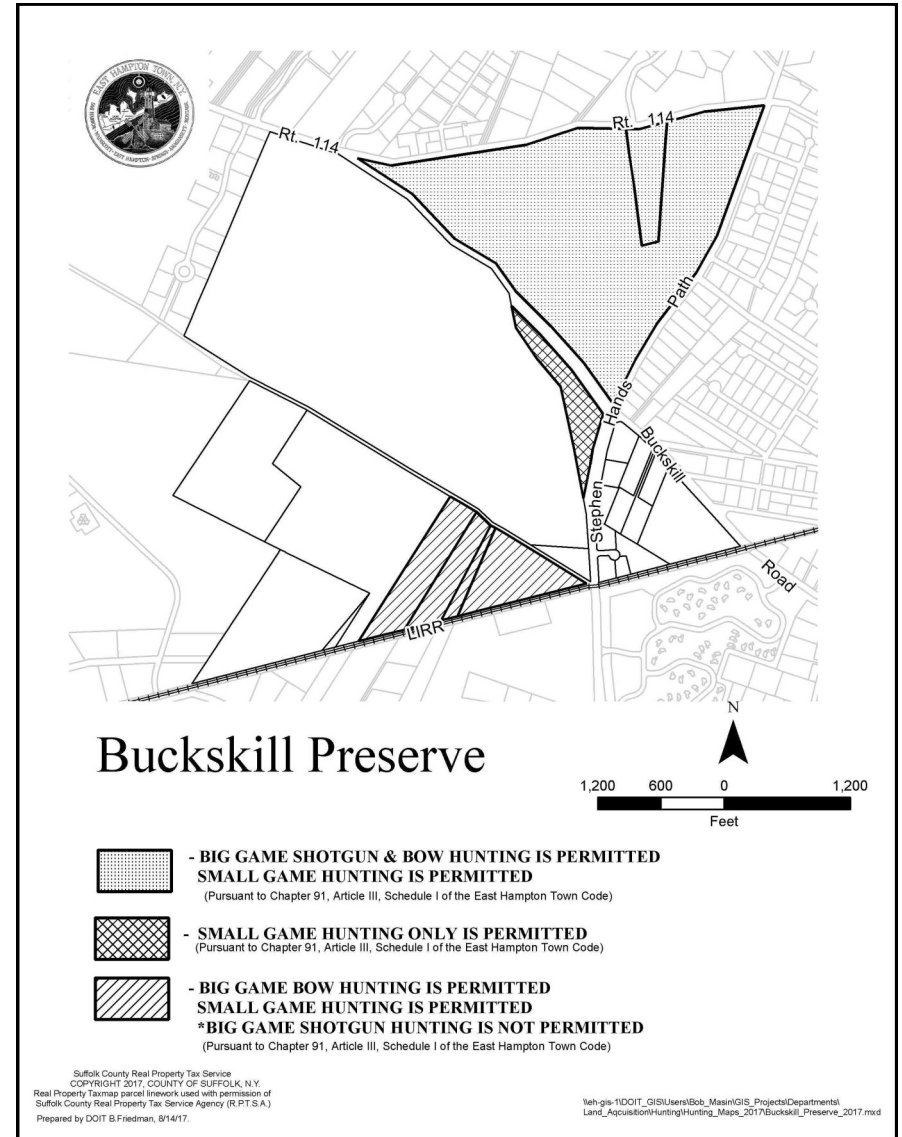 EAST HAMPTON TOWN, N.Y.
Rt. 114
Rt. 114
Path
Hands
Stephen
Buckskill
Road
LIRR
N
Buckskill Preserve
1,200 600 0 1,200
Feet
- BIG GAME SHOTGUN & BOW HUNTING IS PERMITTED
SMALL GAME HUNTING IS PERMITTED
(Pursuant to Chapter 91, Article III, Schedule I of the East Hampton Town Code)
- SMALL GAME HUNTING ONLY IS PERMITTED
(Pursuant to Chapter 91, Article III, Schedule I of the East Hampton Town Code)
- BIG GAME BOW HUNTING IS PERMITTED
SMALL GAME HUNTING IS PERMITTED
*BIG GAME SHOTGUN HUNTING IS NOT PERMITTED
(Pursuant to Chapter 91, Article III, Schedule I of the East Hampton Town Code)
Suffolk County Real Property Tax Service
COPYRIGHT 2017, COUNTY OF SUFFOLK, N.Y.
Real Property Taxmap parcel linework used with permission of
Suffolk County Real Property Tax Service Agency (R.P.T.S.A.)
Prepared by DOIT B.Friedman, 8/14/17.
\\eh-gis-1\DOIT_GIS\Users\Bob_Masin\GIS_Projects\Departments\
Land_Aqcuisition\Hunting\Hunting_Maps_2017\Buckskill_Preserve_2017.mxd